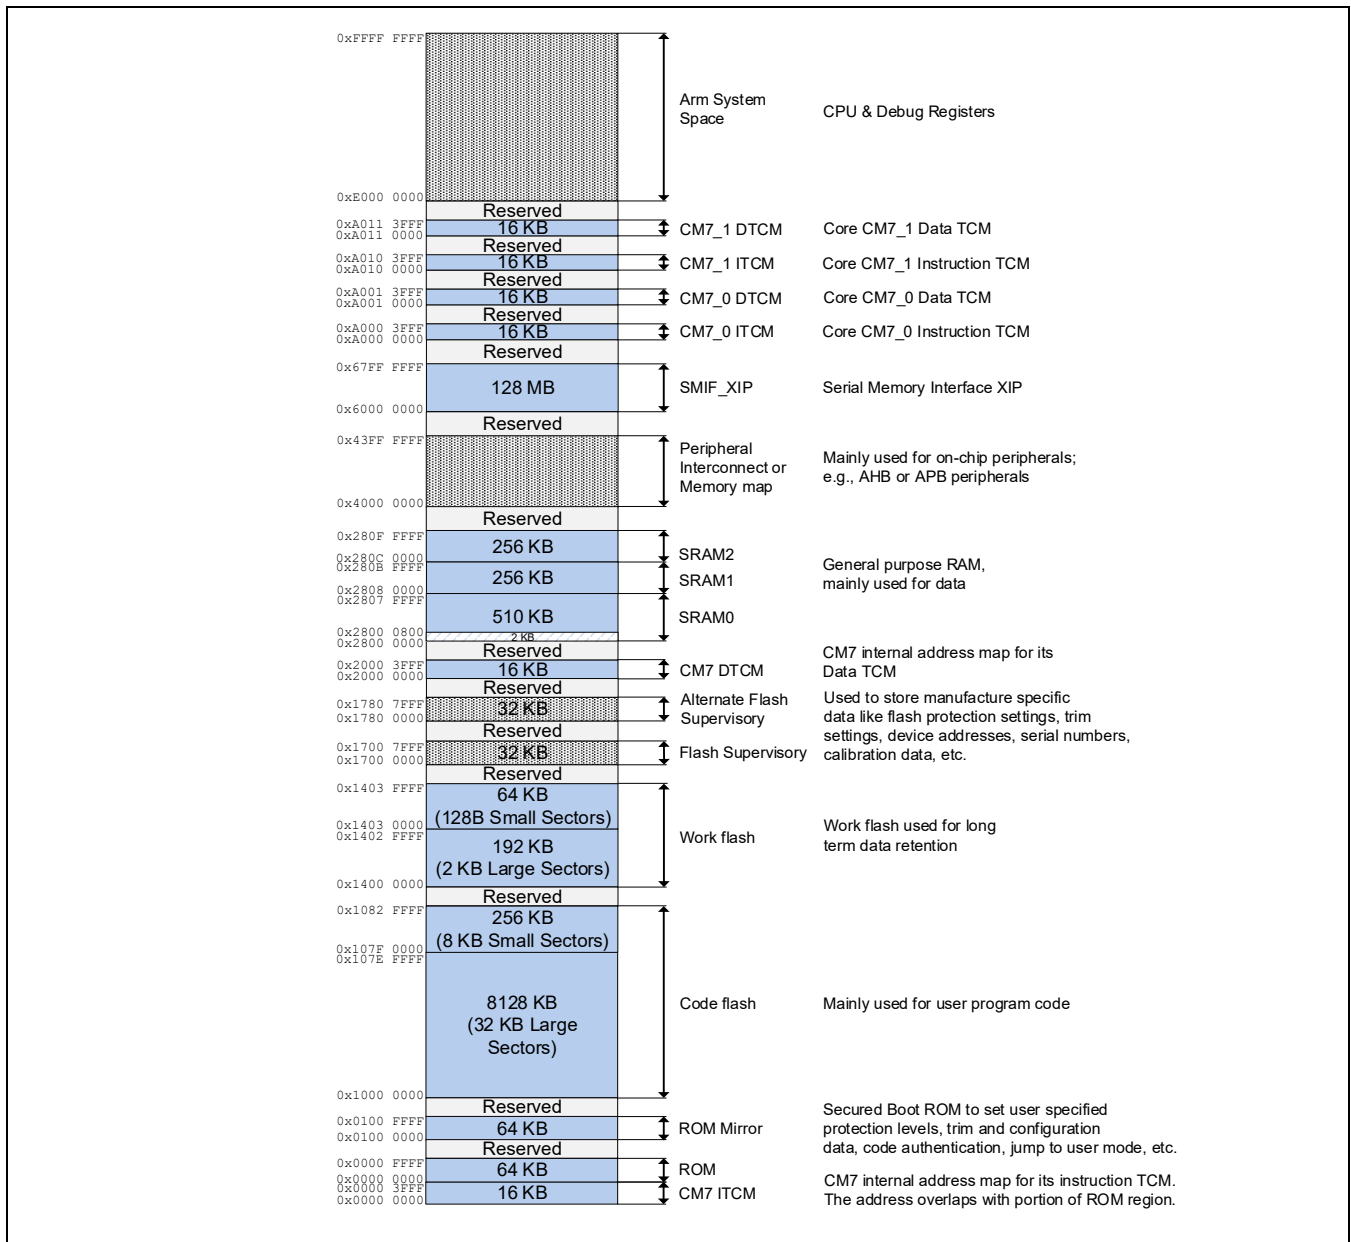 0xFFFF FFFF
Arm System
Space
CPU & Debug Registers
0xE000 0000
Reserved
0xA011 3FFF
16 KB
CM7_1 DTCM
Core CM7_1 Data TCM
0xA011 0000
Reserved
0xA010 3FFF
16 KB
CM7_1 ITCM
Core CM7_1 Instruction TCM
0xA010 0000
Reserved
0xA001 3FFF
16 KB
CM7_0 DTCM
Core CM7_0 Data TCM
0xA001 0000
Reserved
0xA000 3FFF
16 KB
CM7_0 ITCM
Core CM7_0 Instruction TCM
0xA000 0000
Reserved
0x67FF FFFF
128 MB
SMIF_XIP
Serial Memory Interface XIP
0x6000 0000
Reserved
0x43FF FFFF
Peripheral
Interconnect or
Memory map
Mainly used for on-chip peripherals;
e.g., AHB or APB peripherals
0x4000 0000
Reserved
0x280F FFFF
256 KB
SRAM2
0x280C 0000
0x280B FFFF
256 KB
SRAM1
General purpose RAM,
mainly used for data
0x2808 0000
0x2807 FFFF
510 KB
SRAM0
0x2800 0800
2 KB
0x2800 0000
Reserved
0x2000 3FFF
16 KB
CM7 DTCM
CM7 internal address map for its
Data TCM
0x2000 0000
Reserved
0x1780 7FFF
32 KB
Alternate Flash
Supervisory
0x1780 0000
Reserved
0x1700 7FFF
32 KB
Flash Supervisory
Used to store manufacture specific
data like flash protection settings, trim
settings, device addresses, serial numbers,
calibration data, etc.
0x1700 0000
Reserved
0x1403 FFFF
64 KB
(128B Small Sectors)
0x1403 0000
0x1402 FFFF
192 KB
(2 KB Large Sectors)
Work flash
Work flash used for long
term data retention
0x1400 0000
Reserved
0x1082 FFFF
256 KB
(8 KB Small Sectors)
0x107F 0000
0x107E FFFF
8128 KB
(32 KB Large
Sectors)
Code flash
Mainly used for user program code
0x1000 0000
Reserved
0x0100 FFFF
64 KB
ROM Mirror
Secured Boot ROM to set user specified
protection levels, trim and configuration
data, code authentication, jump to user mode, etc.
0x0100 0000
Reserved
0x0000 FFFF
64 KB
ROM
0x0000 0000
0x0000 3FFF
16 KB
CM7 ITCM
CM7 internal address map for its instruction TCM.
The address overlaps with portion of ROM region.
0x0000 0000